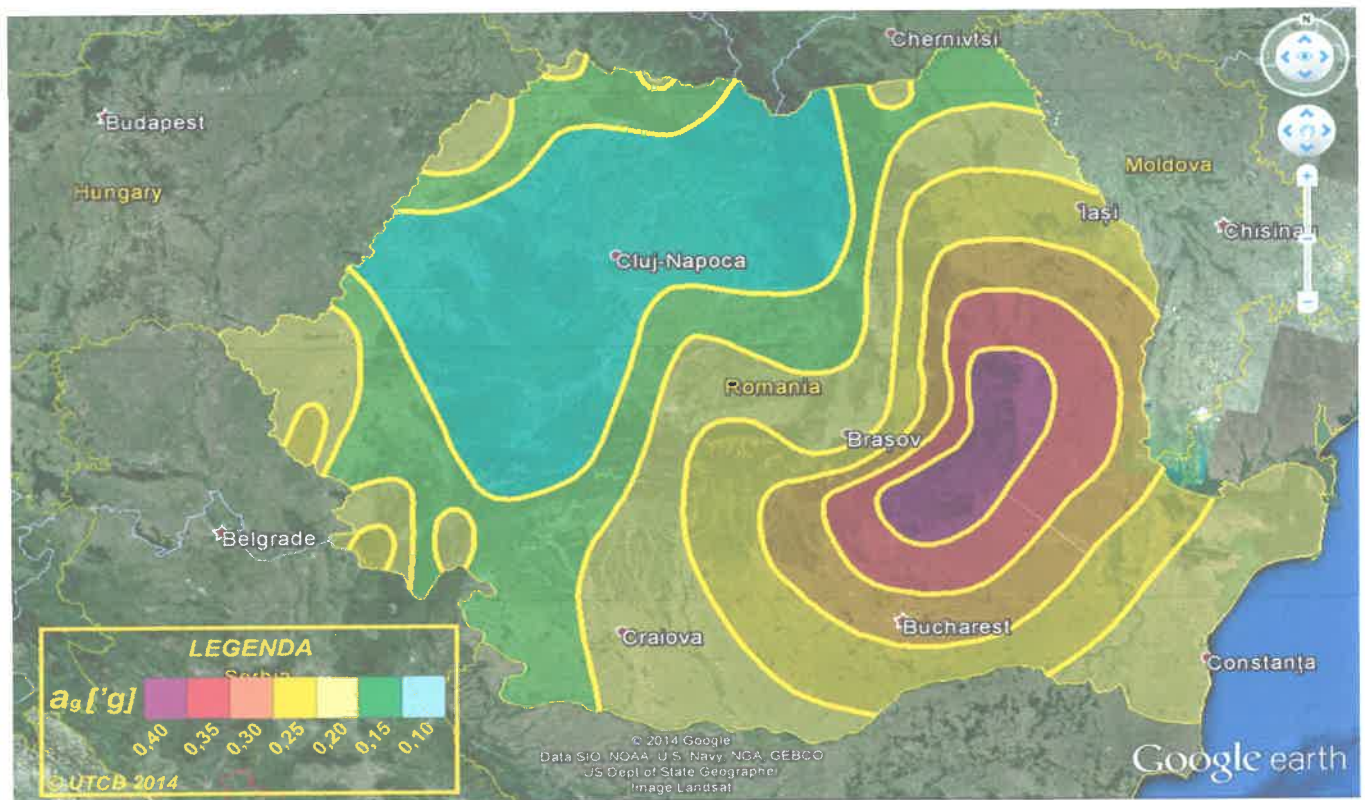 Chernivtsi
N
Budapest
Hungary
Moldova
Iași
Chisinau
Cluj-Napoca
Romania
Brașov
Belgrade
Craiova
Bucharest
Constanța
LEGENDA
Serbia
ag ['g]
0,40 0,35 0,30 0,25 0,20 0,15 0,10
© UTCB 2014
© 2014 Google
Data SIO, NOAA, U.S. Navy, NGA, GEBCO
US Dept of State Geographer
Image Landsat
Google earth